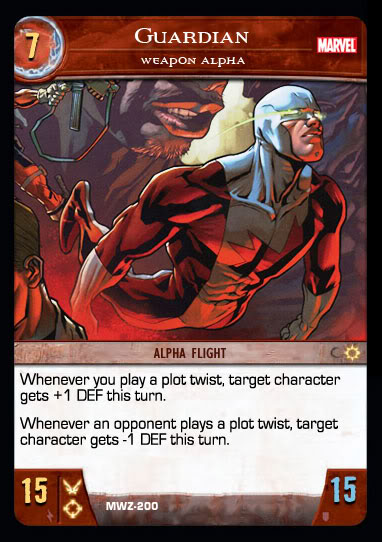 7
Guardian
WEAPON ALPHA
MARVEL
ALPHA FLIGHT
C
Whenever you play a plot twist, target character
gets +1 DEF this turn.
Whenever an opponent plays a plot twist, target
character gets -1 DEF this turn.
15
MWZ-200
15